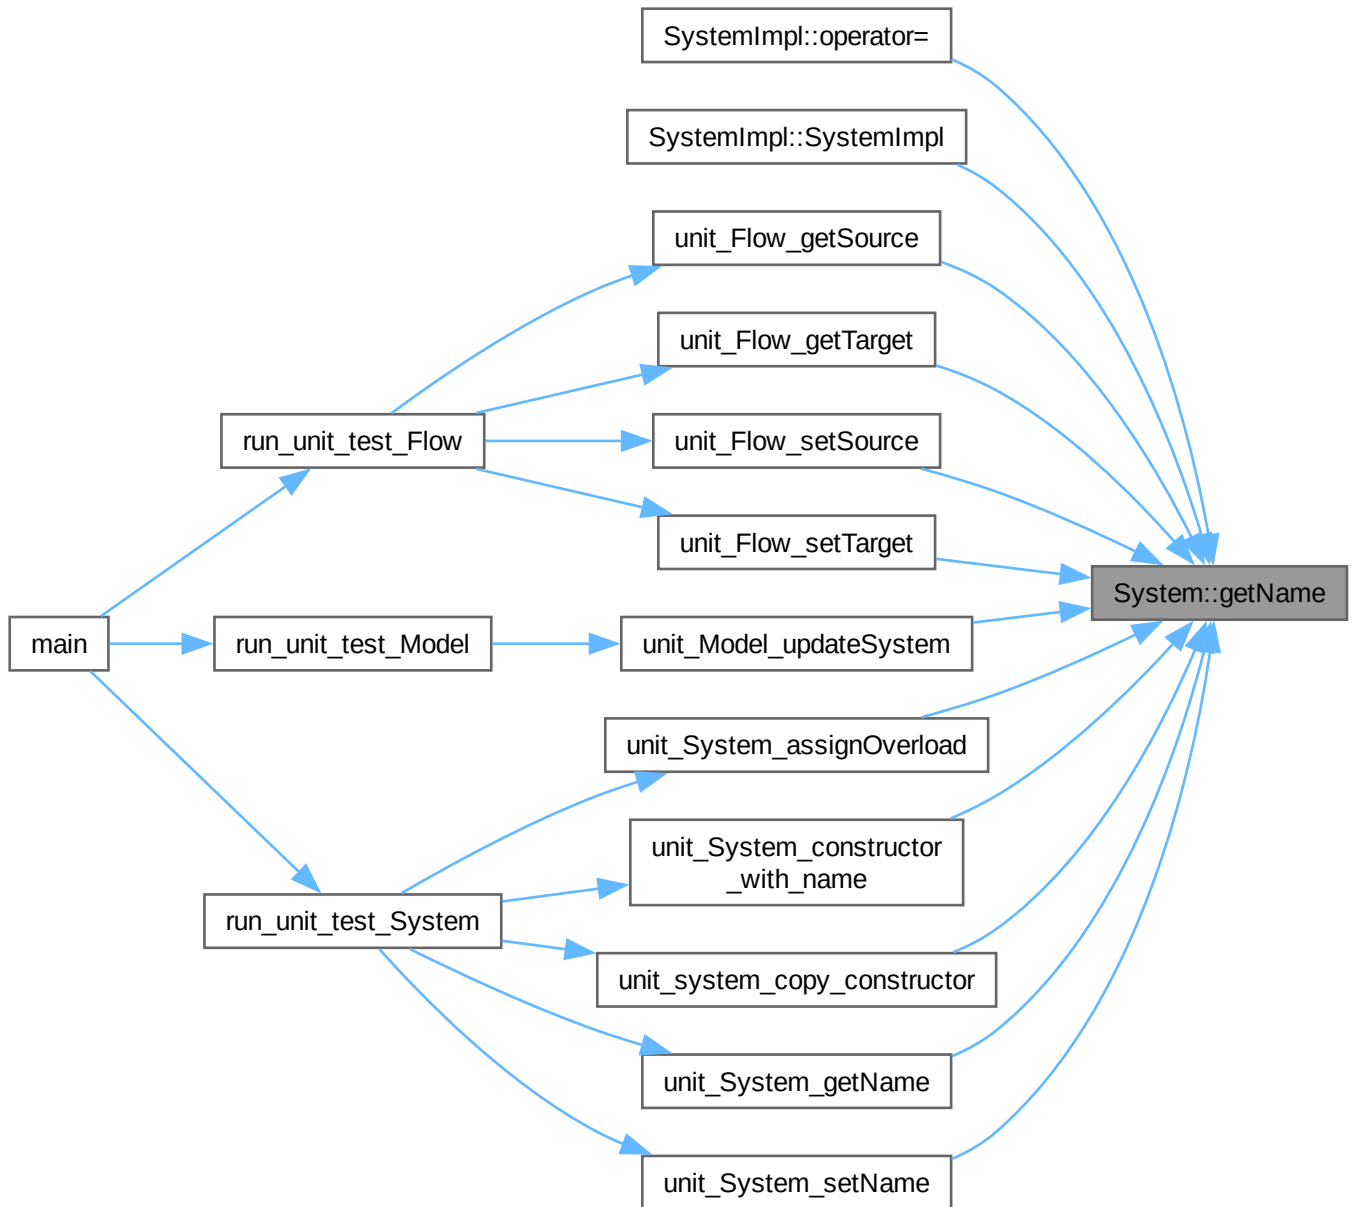 SystemImpl::operator=
SystemImpl::SystemImpl
unit_Flow_getSource
unit_Flow_getTarget
run_unit_test_Flow
unit_Flow_setSource
unit_Flow_setTarget
System::getName
main
run_unit_test_Model
unit_Model_updateSystem
unit_System_assignOverload
unit_System_constructor
_with_name
run_unit_test_System
unit_system_copy_constructor
unit_System_getName
unit_System_setName